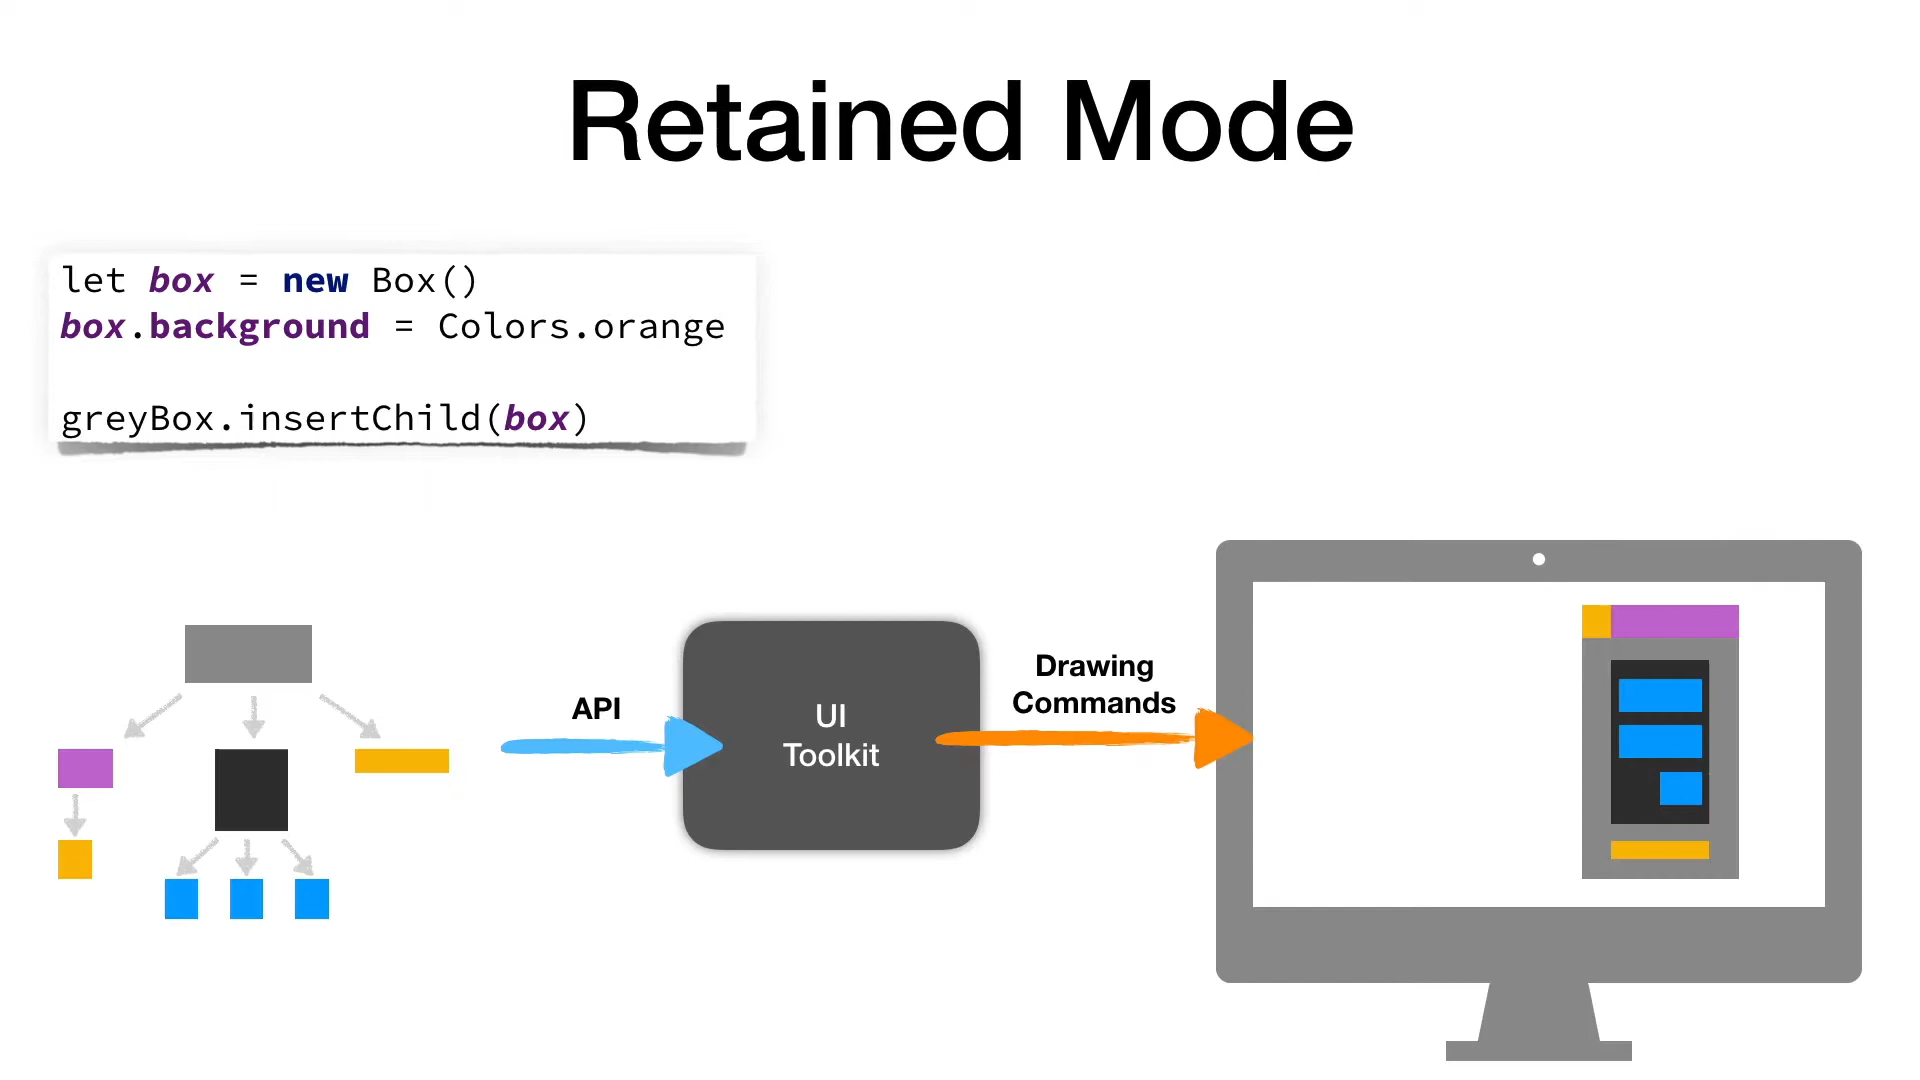 Retained Mode
let box = new Box()
box.background = Colors.orange
greyBox.insertChild(box)
API
UI
Toolkit
Drawing
Commands